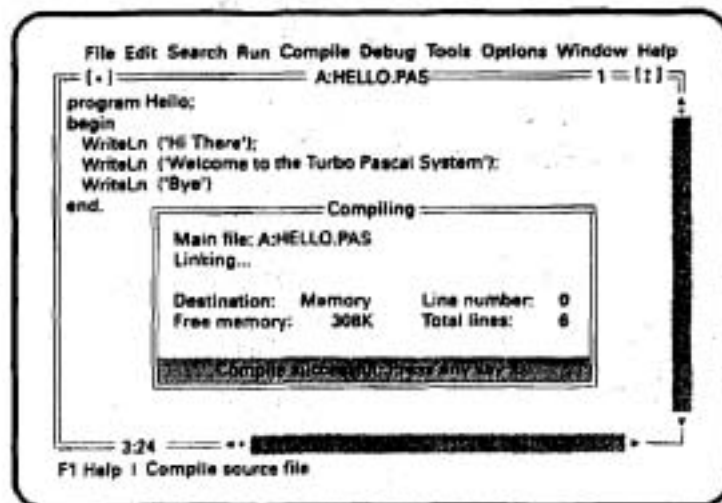 File Edit Search Run Compile Debug Tools Options Window Help
[•] A:HELLO.PAS 1 [↕]
program Hello;
begin
WriteLn ('Hi There');
WriteLn ('Welcome to the Turbo Pascal System');
WriteLn ('Bye')
end.
Compiling
Main file: A:HELLO.PAS
Linking...
Destination: Memory Line number: 0
Free memory: 308K Total lines: 6
Compile successful: Press any key
3:24
F1 Help | Compile source file